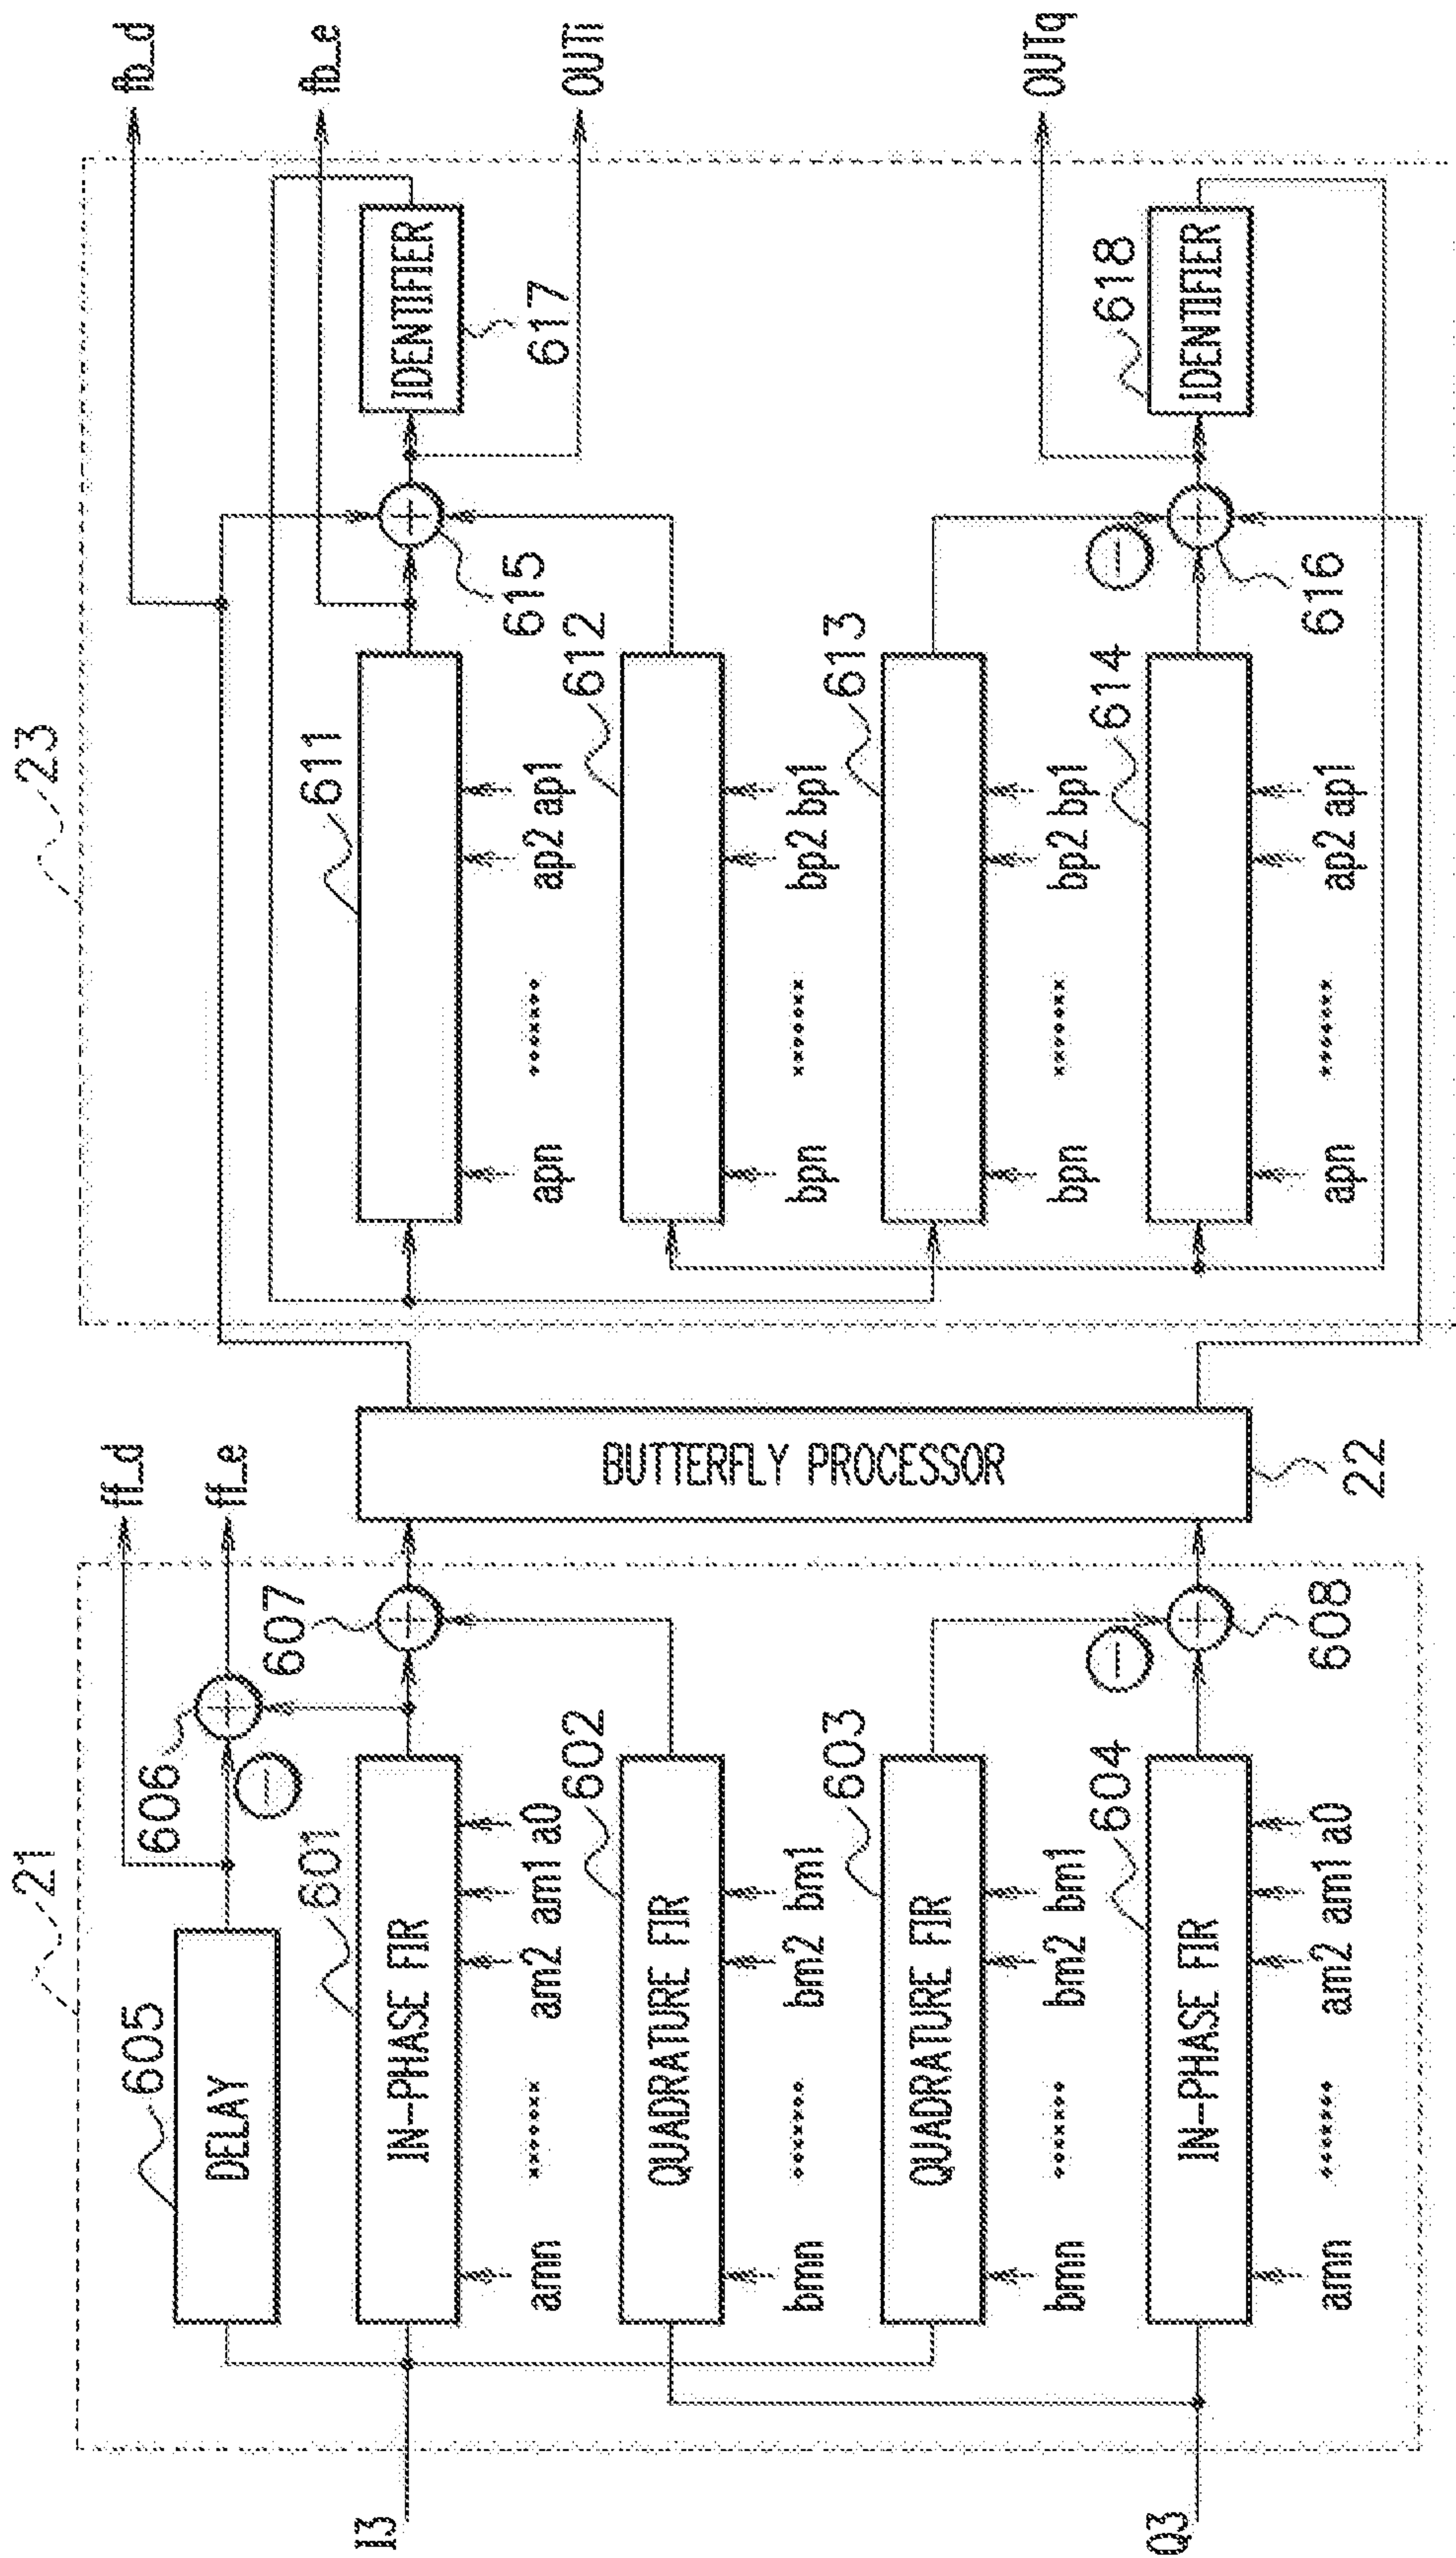 21
23
ff_d
ff_e
fb_d
fb_e
605
606
DELAY
607
601
611
617
IN-PHASE FIR
IDENTIFIER
amn
am2
am1
a0
apn
ap2
ap1
615
OUTi
I3
602
612
QUADRATURE FIR
bmn
bm2
bm1
bpn
bp2
bp1
BUTTERFLY PROCESSOR
603
613
QUADRATURE FIR
bmn
bm2
bm1
bpn
bp2
bp1
OUTq
604
614
618
Q3
IN-PHASE FIR
IDENTIFIER
amn
am2
am1
a0
608
22
apn
ap2
ap1
616